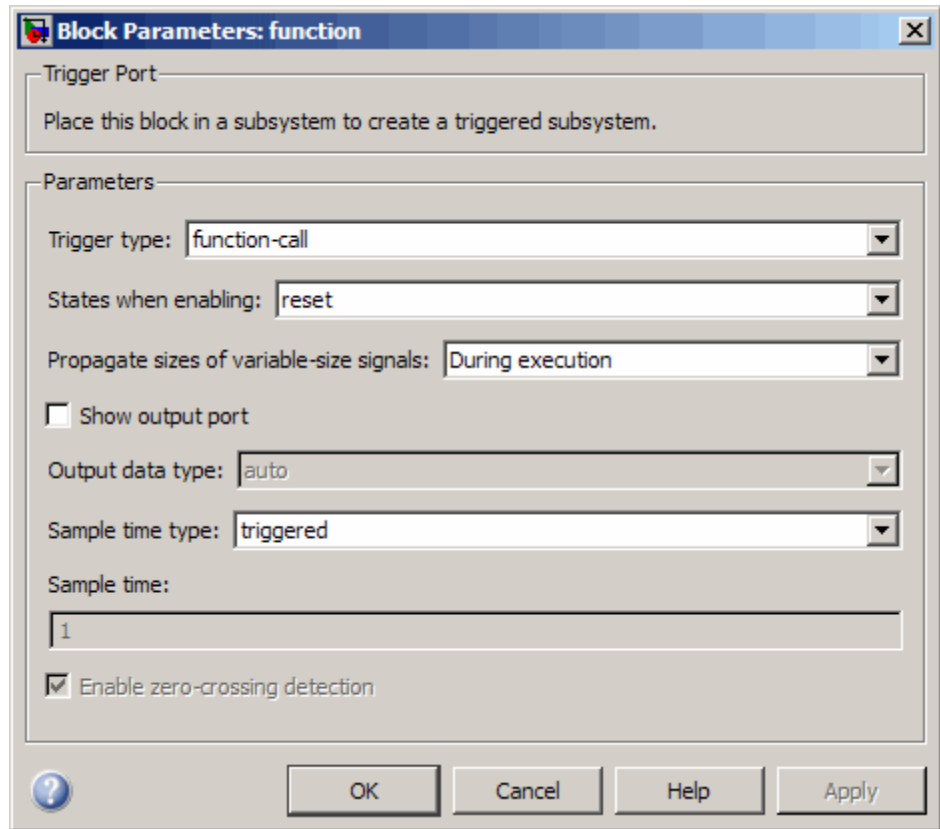 Block Parameters: function
Trigger Port
Place this block in a subsystem to create a triggered subsystem.
Parameters
Trigger type: function-call
States when enabling: reset
Propagate sizes of variable-size signals: During execution
Show output port
Output data type: auto
Sample time type: triggered
Sample time:
1
Enable zero-crossing detection
OK Cancel Help Apply